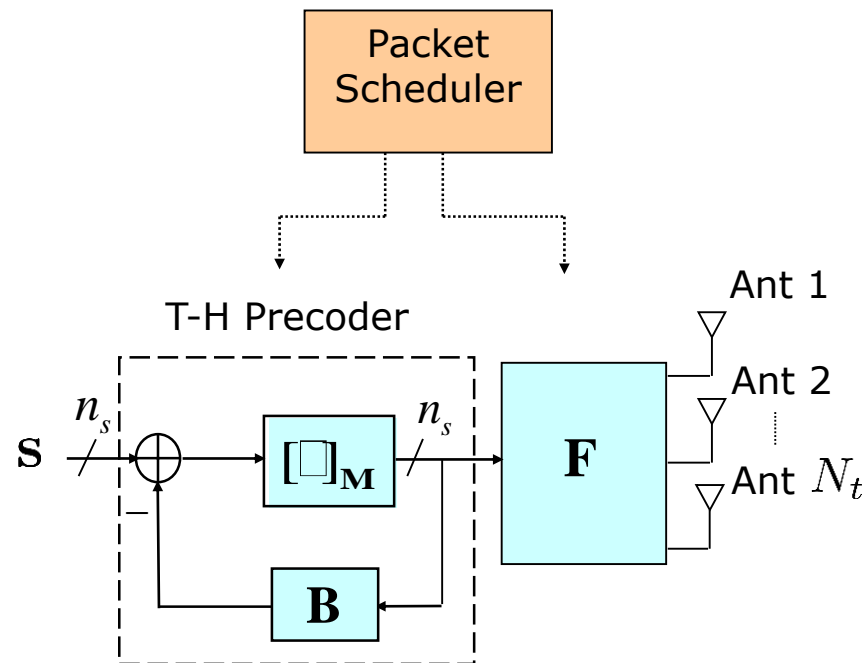 Packet
Scheduler
Ant 1
T-H Precoder
Ant 2
n_s
n_s
s
[□]_M
F
Ant N_t
−
B